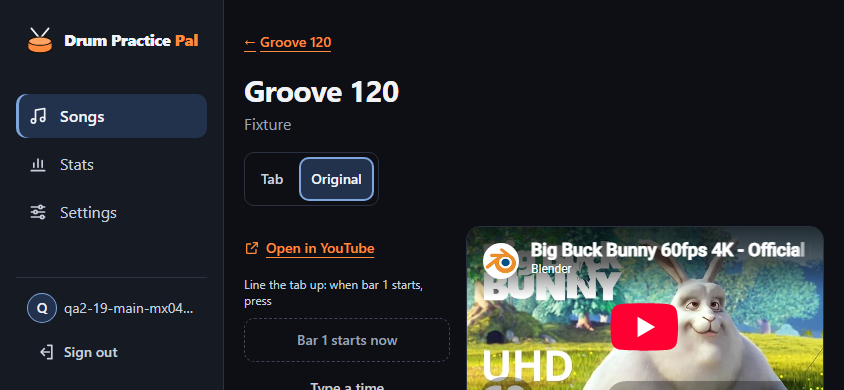 Drum Practice Pal
Songs
Stats
Settings
Q
qa2-19-main-mx04...
Sign out
← Groove 120
Groove 120
Fixture
Tab
Original
Open in YouTube
Line the tab up: when bar 1 starts,
press
Bar 1 starts now
Type a time
Big Buck Bunny 60fps 4K - Official
Blender
BUNNY
UHD